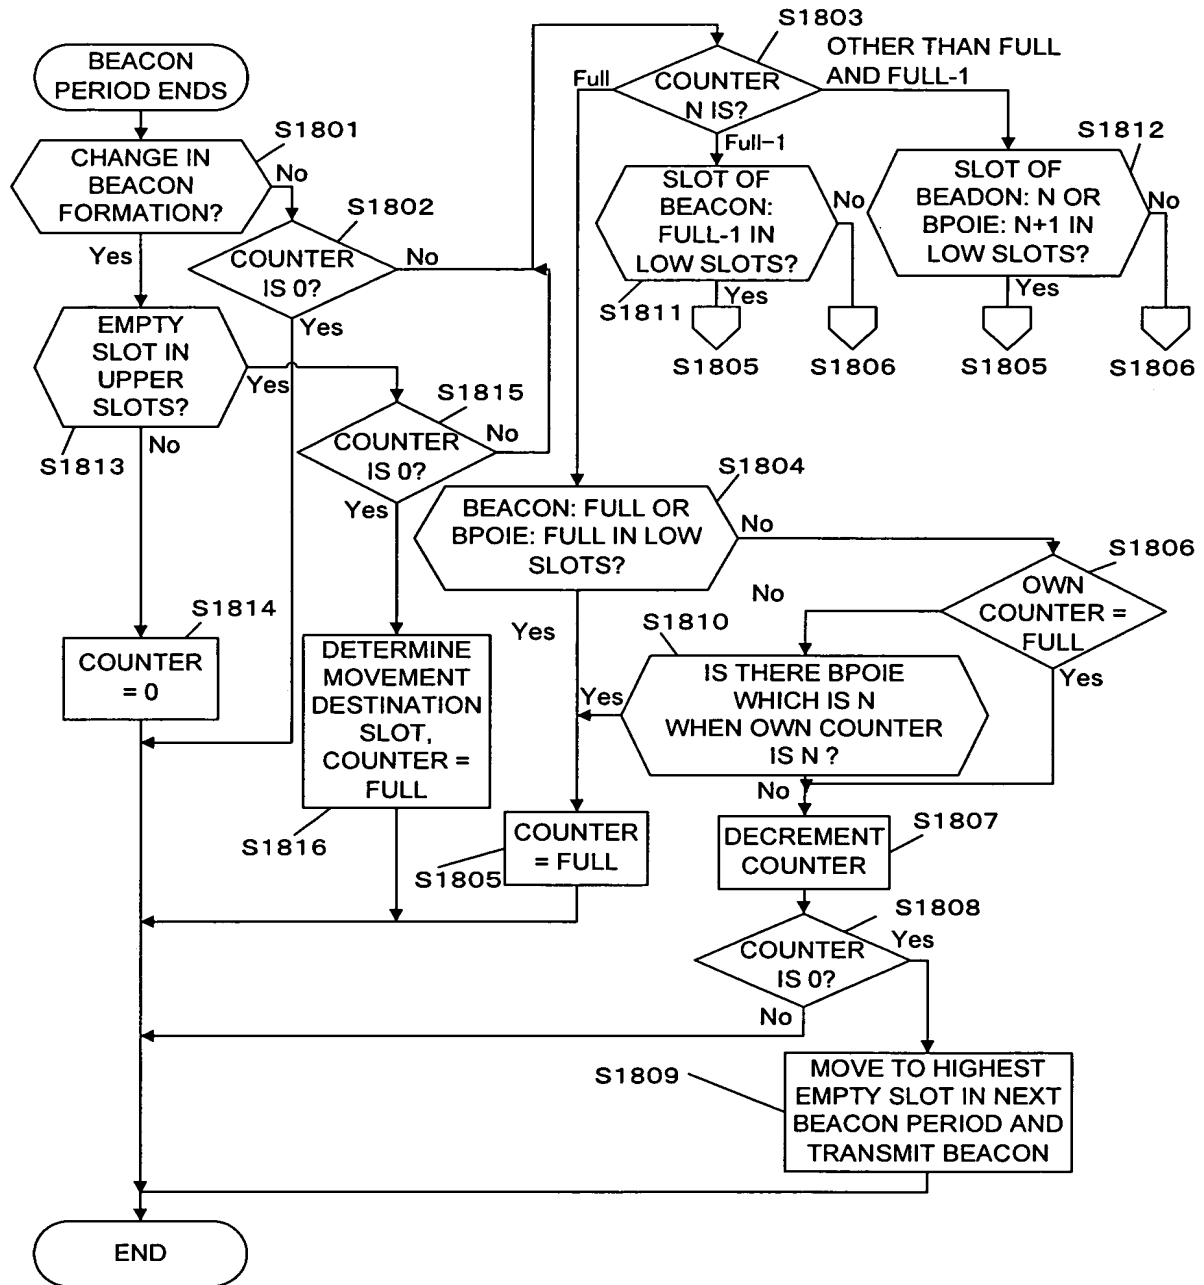 BEACON
PERIOD ENDS
S1801
CHANGE IN
BEACON
FORMATION?
No
Yes
S1802
COUNTER
IS 0?
No
Yes
S1803
COUNTER
N IS?
Full
Full-1
OTHER THAN FULL
AND FULL-1
SLOT OF
BEACON:
FULL-1 IN
LOW SLOTS?
No
Yes
S1811
S1805
S1806
S1812
SLOT OF
BEADON: N OR
BPOIE: N+1 IN
LOW SLOTS?
No
Yes
S1805
S1806
EMPTY
SLOT IN
UPPER
SLOTS?
Yes
No
S1813
S1815
COUNTER
IS 0?
No
Yes
S1804
BEACON: FULL OR
BPOIE: FULL IN LOW
SLOTS?
No
Yes
S1806
OWN
COUNTER =
FULL
No
Yes
S1814
COUNTER
= 0
DETERMINE
MOVEMENT
DESTINATION
SLOT,
COUNTER =
FULL
S1816
S1810
IS THERE BPOIE
WHICH IS N
WHEN OWN COUNTER
IS N ?
Yes
No
COUNTER
= FULL
S1805
DECREMENT
COUNTER
S1807
S1808
COUNTER
IS 0?
Yes
No
S1809
MOVE TO HIGHEST
EMPTY SLOT IN NEXT
BEACON PERIOD AND
TRANSMIT BEACON
END